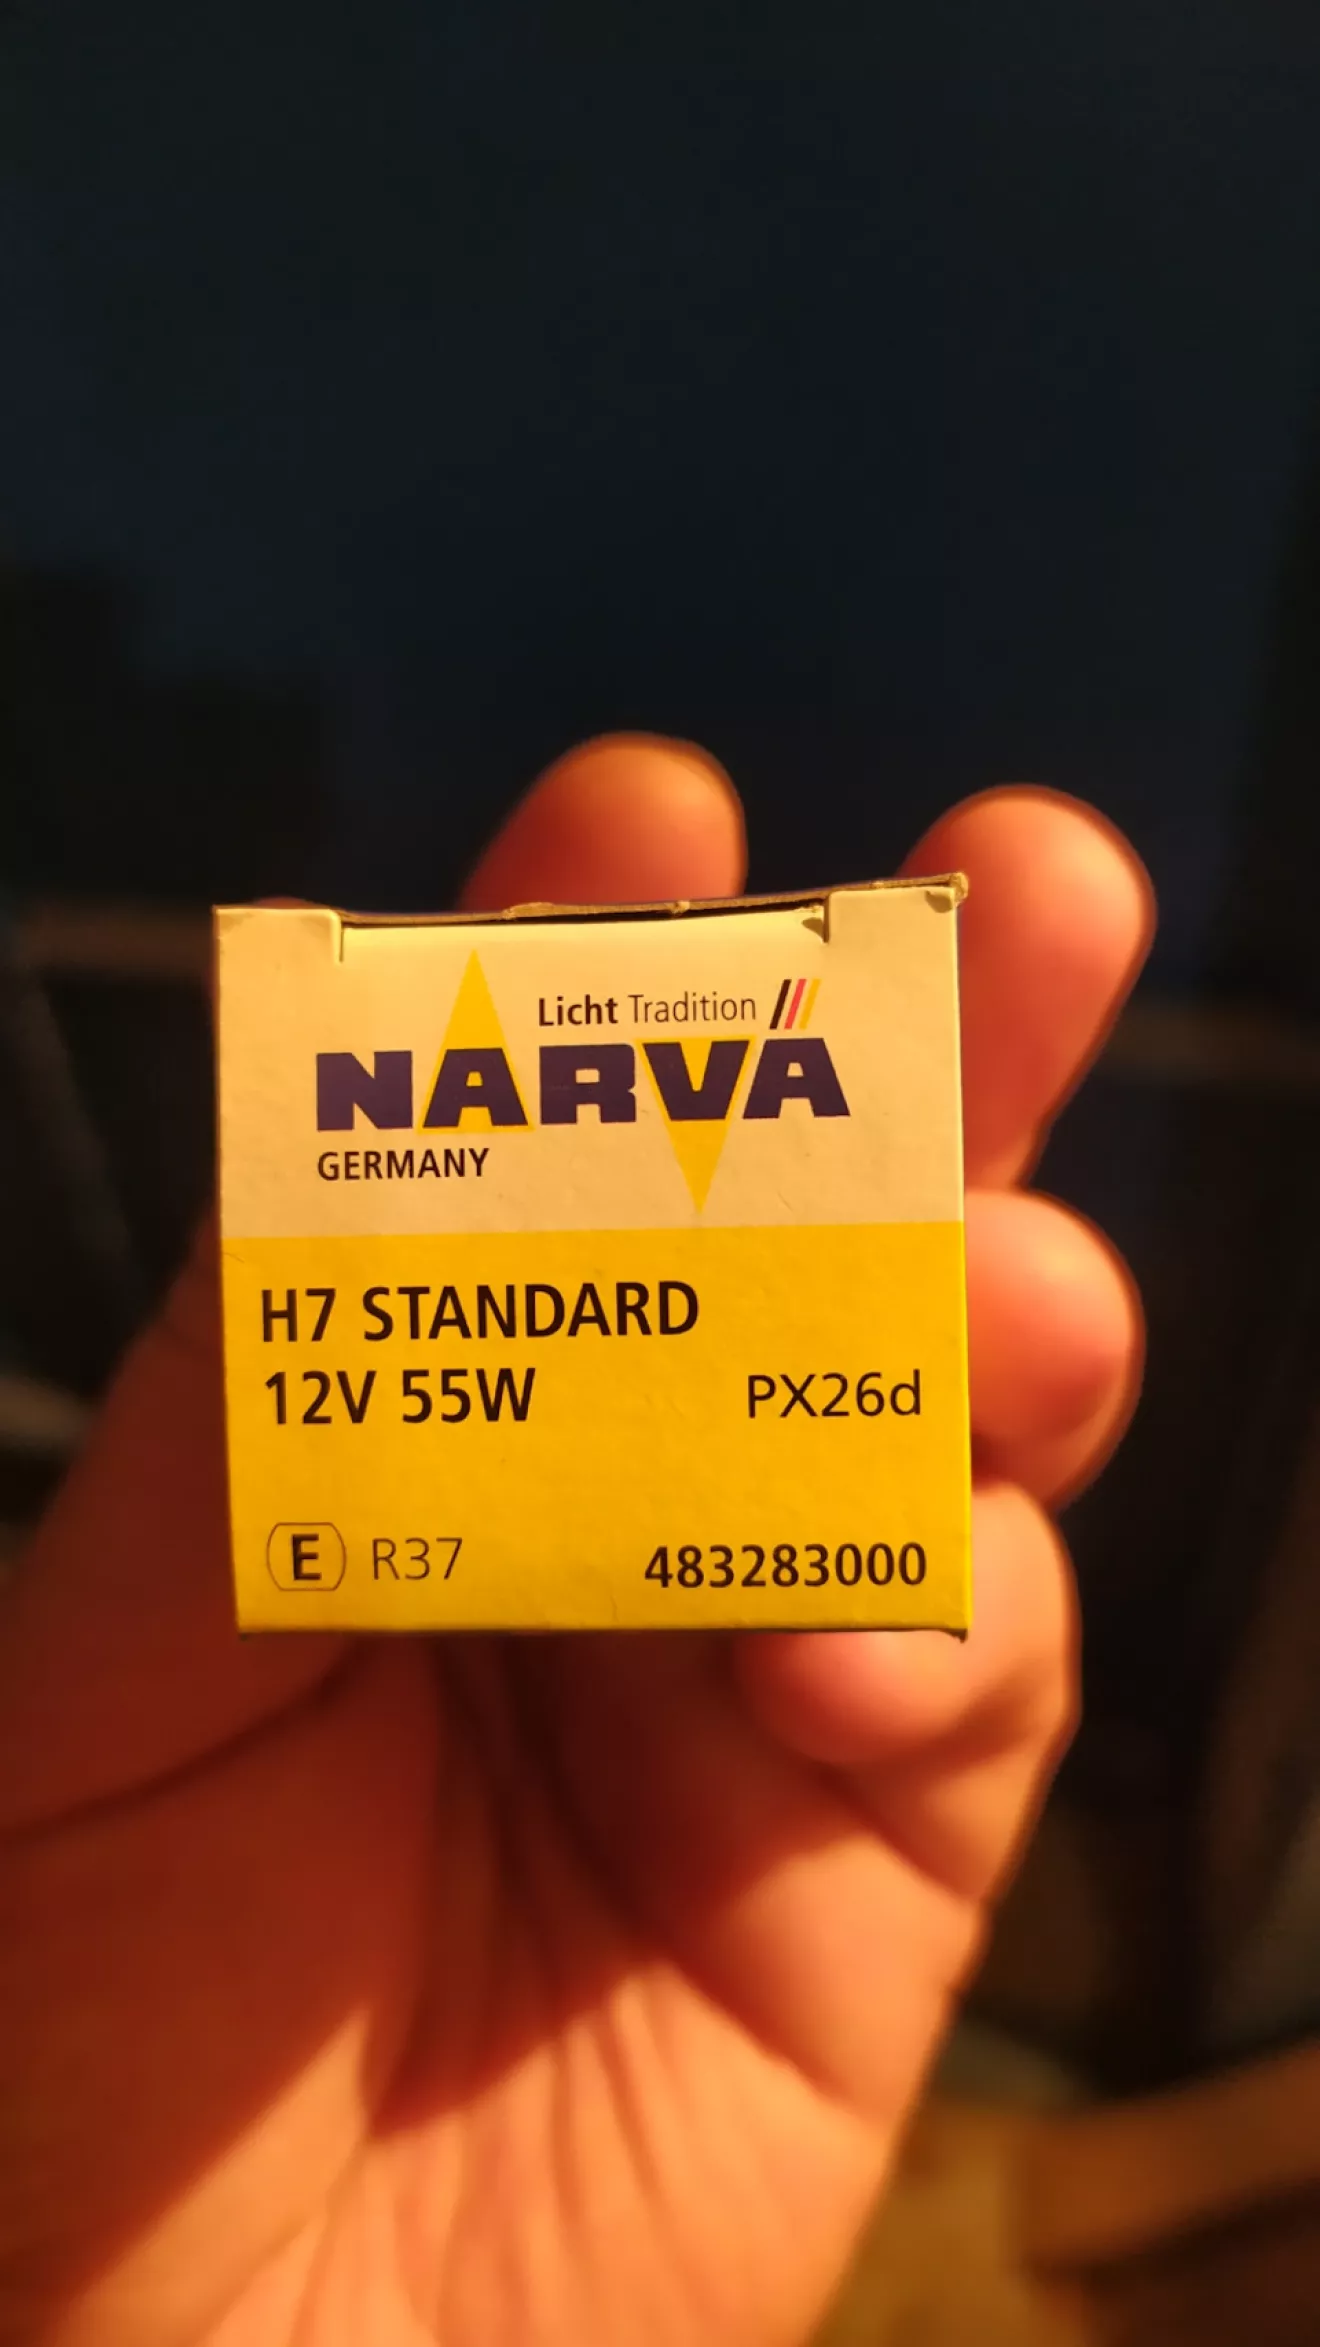 Licht Tradition
NARVA
GERMANY
H7 STANDARD
12V 55W PX26d
E R37 483283000